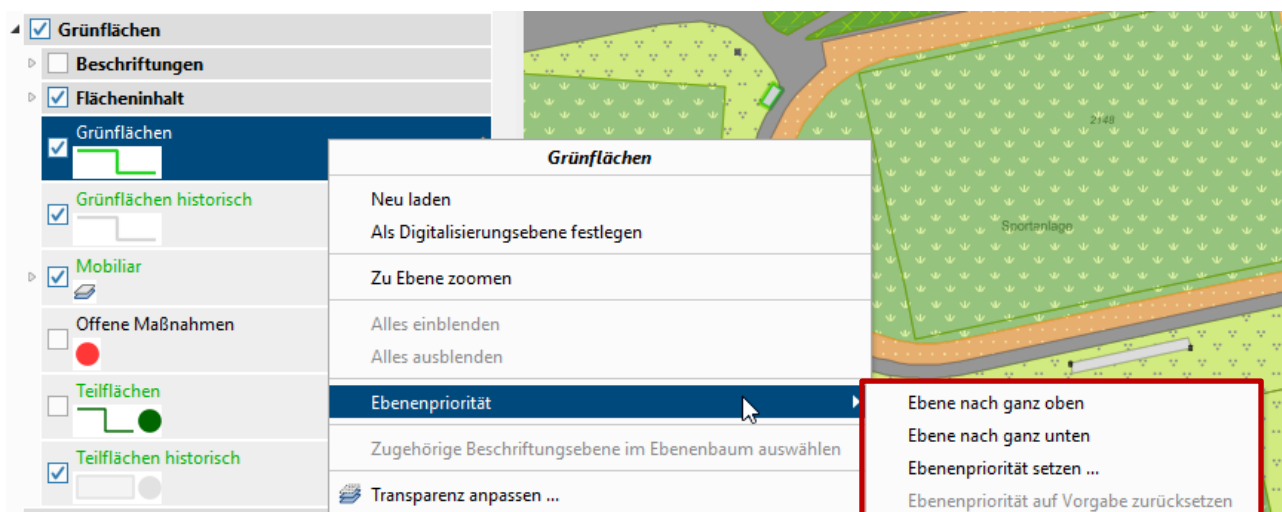 Grünflächen
Beschriftungen
Flächeninhalt
Grünflächen
Grünflächen historisch
Mobiliar
Offene Maßnahmen
Teilflächen
Teilflächen historisch
Grünflächen
Neu laden
Als Digitalisierungsebene festlegen
Zu Ebene zoomen
Alles einblenden
Alles ausblenden
Ebenenpriorität
Zugehörige Beschriftungsebene im Ebenenbaum auswählen
Transparenz anpassen ...
Ebene nach ganz oben
Ebene nach ganz unten
Ebenenpriorität setzen ...
Ebenenpriorität auf Vorgabe zurücksetzen
2148
Sportanlage